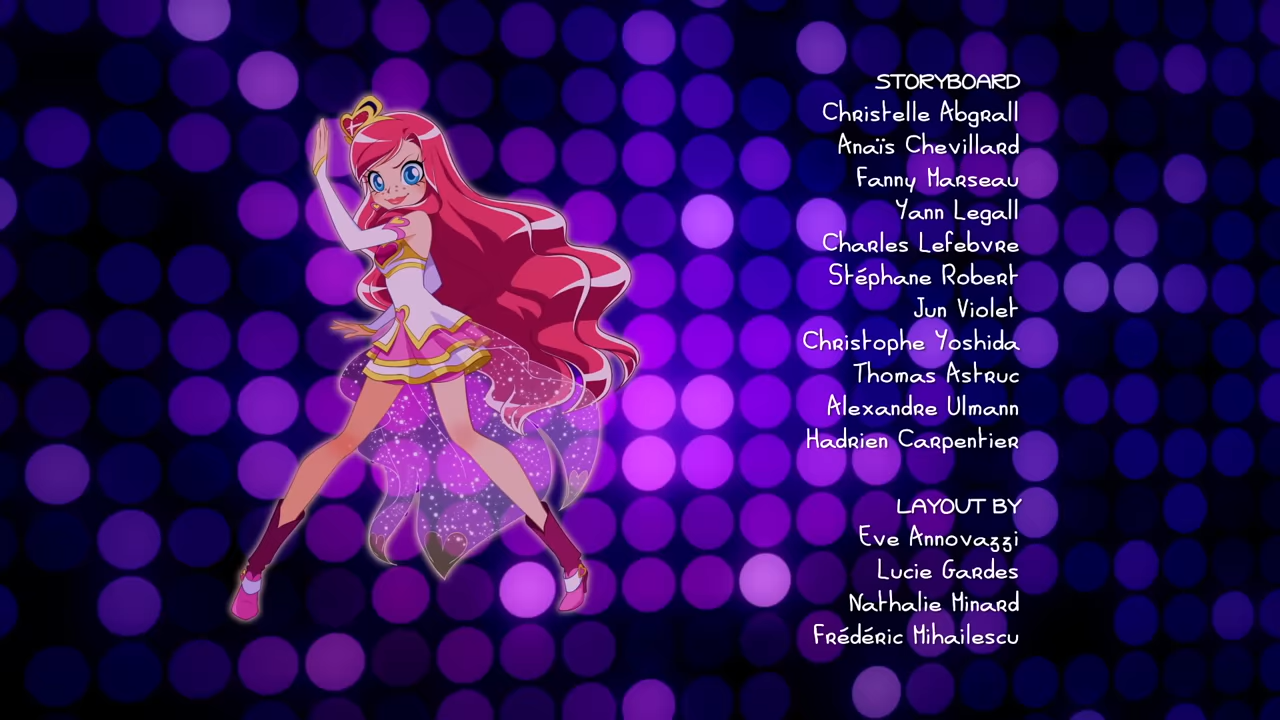 STORYBOARD
Christelle Abgrall
Anaïs Chevillard
Fanny Marseau
Yann Legall
Charles Lefebvre
Stéphane Robert
Jun Violet
Christophe Yoshida
Thomas Astruc
Alexandre Ulmann
Hadrien Carpentier
LAYOUT BY
Eve Annovazzi
Lucie Gardes
Nathalie Minard
Frédéric Mihailescu